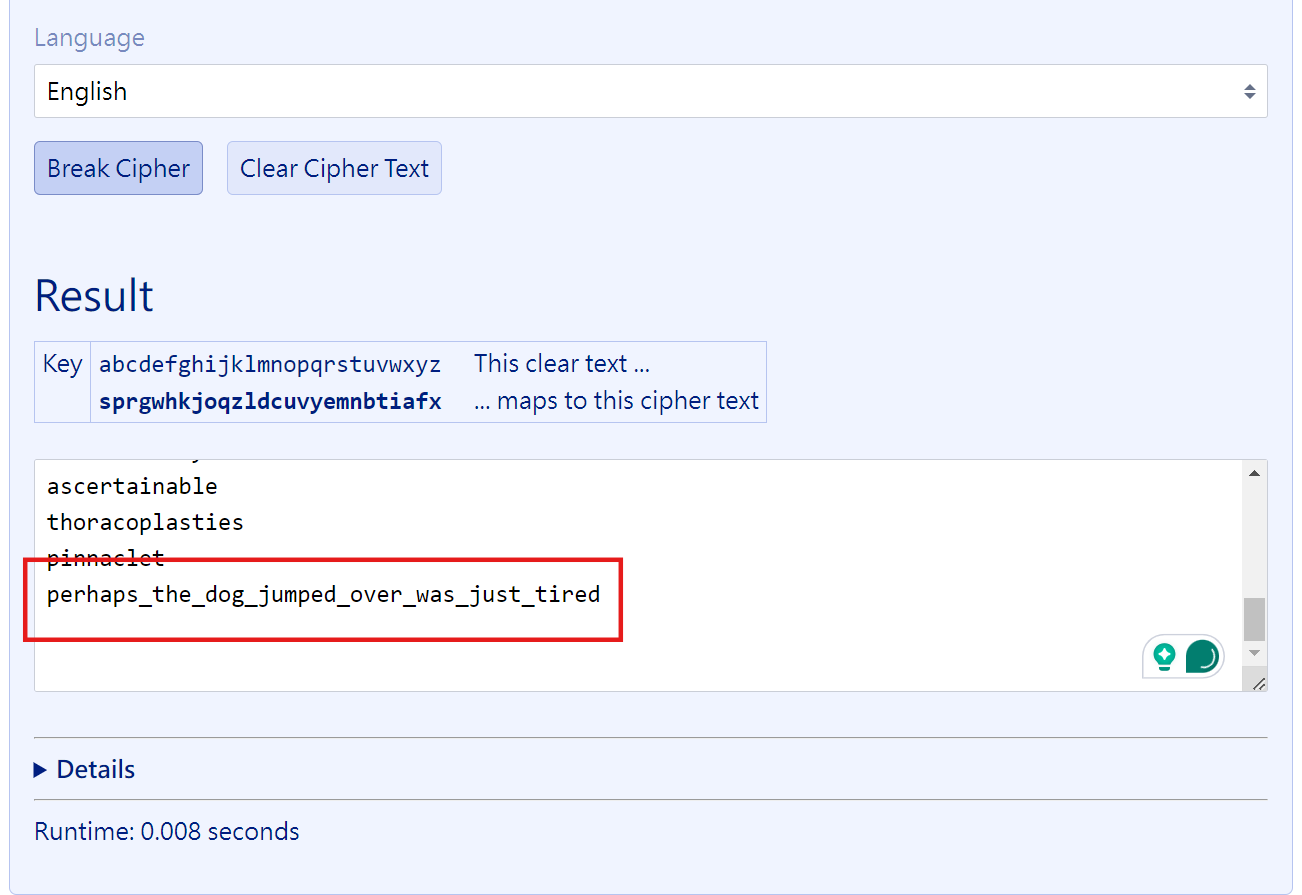 Language
English
Break Cipher Clear Cipher Text
Result
Key abcdefghijklmnopqrstuvwxyz This clear text ...
sprgwhkjoqzldcuvyemnbtiafx ... maps to this cipher text
ascertainable
thoracoplasties
pinnaclet
perhaps_the_dog_jumped_over_was_just_tired
Details
Runtime: 0.008 seconds